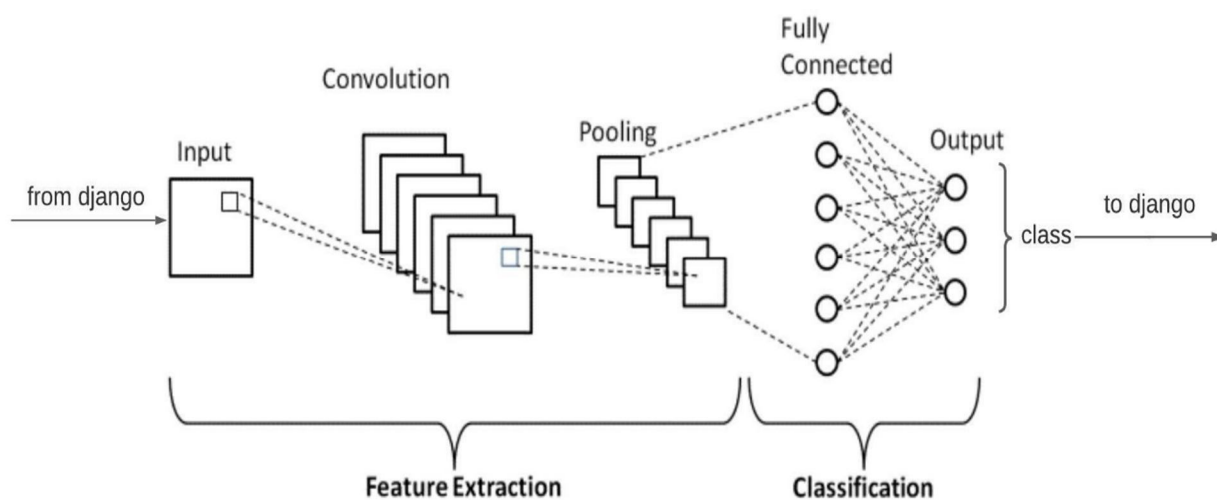 Fully
Connected
Convolution
Pooling
Output
Input
from django
to django
class
Feature Extraction
Classification